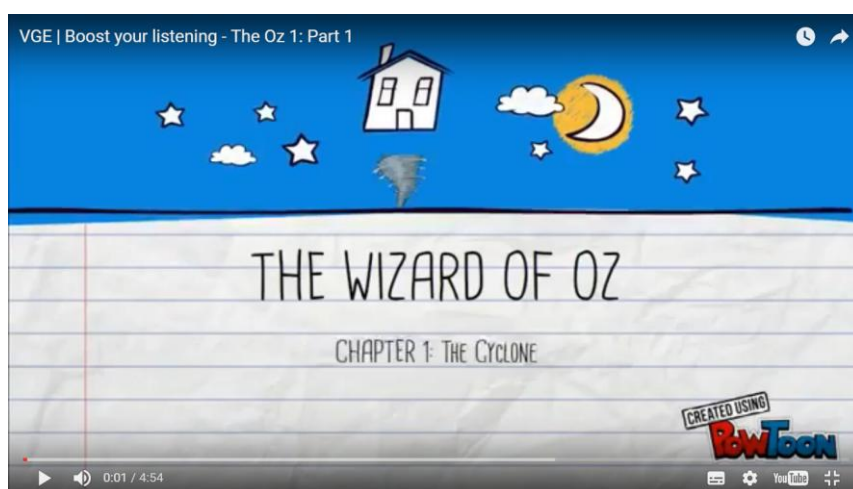 VGE | Boost your listening - The Oz 1: Part 1
THE WIZARD OF OZ
CHAPTER 1: THE CYCLONE
CREATED USING
POWTOON
0:01 / 4:54
YouTube